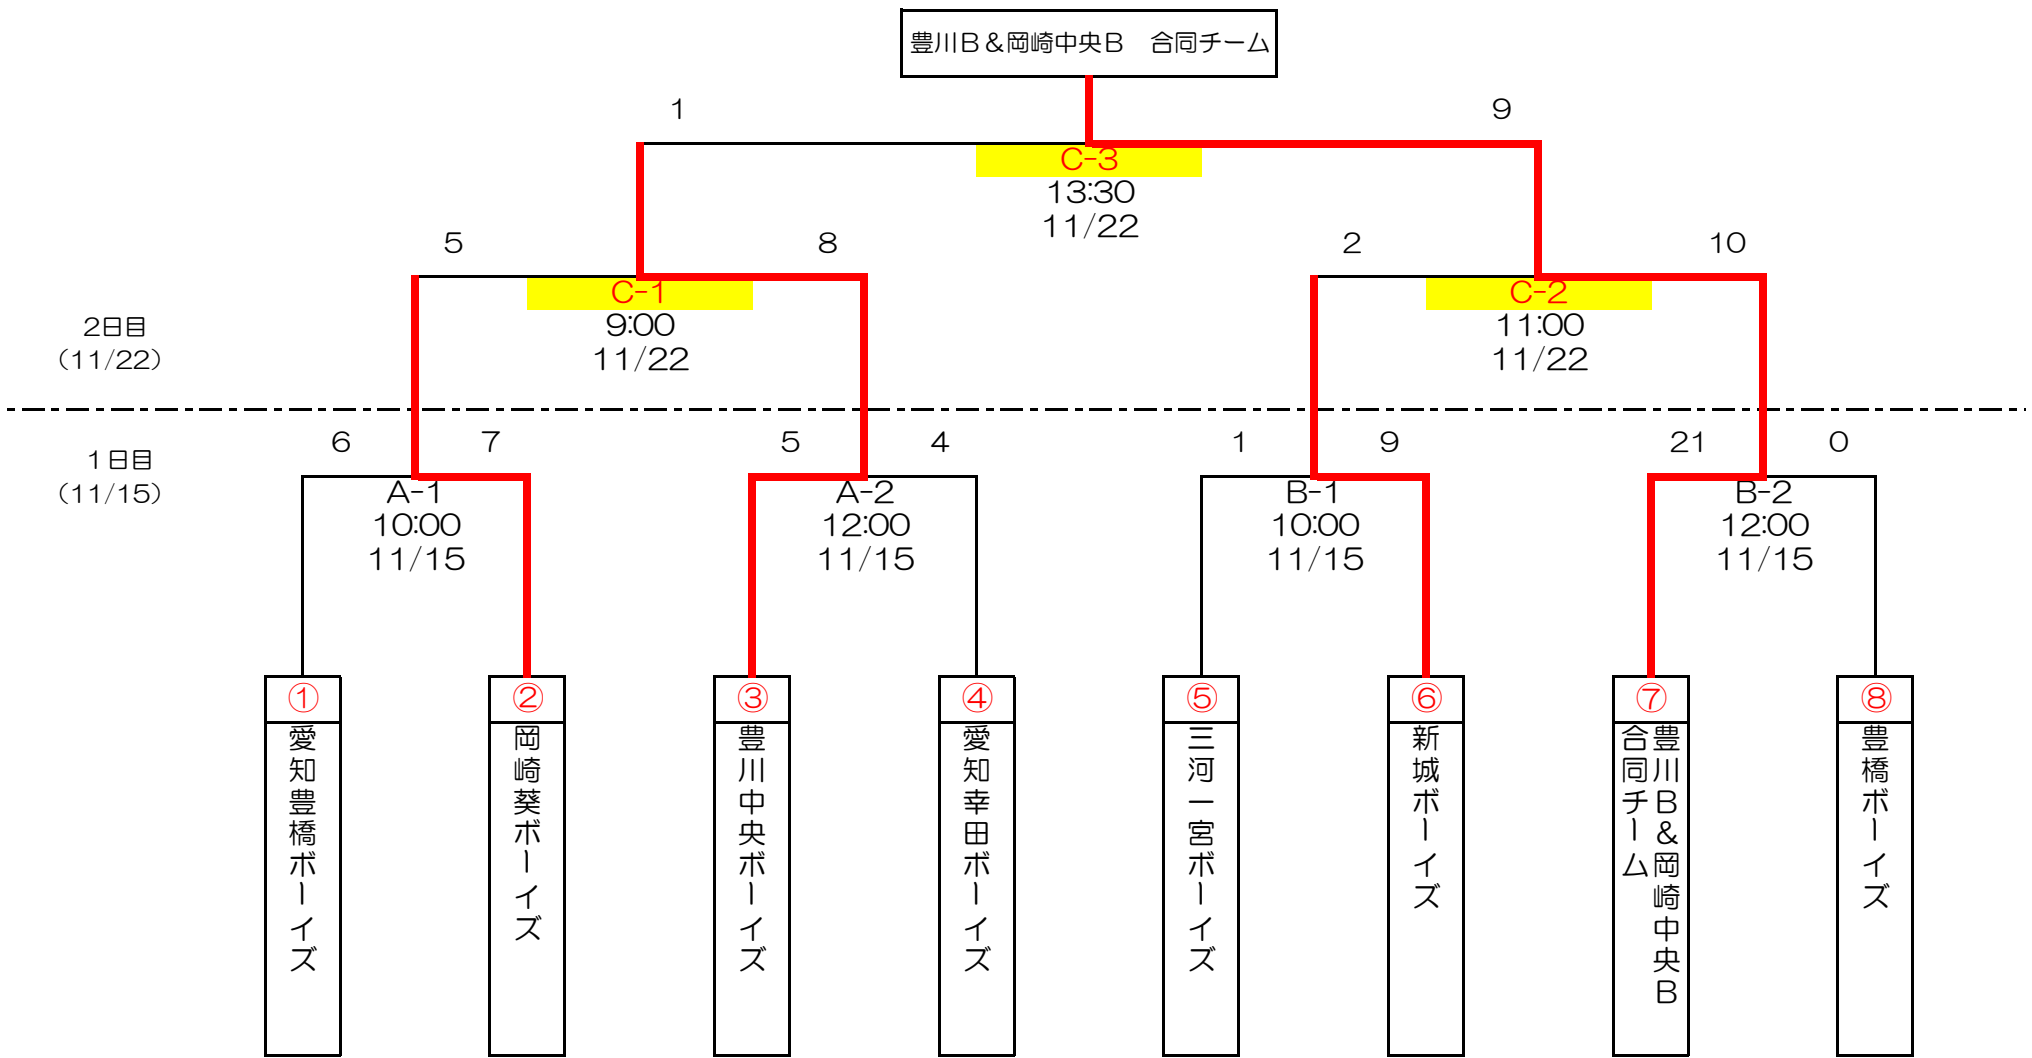 豊川B&岡崎中央B　合同チーム
1
9
C-3
13:30
11/22
5
8
2
10
C-1
9:00
11/22
C-2
11:00
11/22
2日目
(11/22)
6
7
5
4
1
9
21
0
1日目
(11/15)
A-1
10:00
11/15
A-2
12:00
11/15
B-1
10:00
11/15
B-2
12:00
11/15
①
愛知豊橋ボーイズ
②
岡崎葵ボーイズ
③
豊川中央ボーイズ
④
愛知幸田ボーイズ
⑤
三河一宮ボーイズ
⑥
新城ボーイズ
⑦
豊川B&岡崎中央B
合同チーム
⑧
豊橋ボーイズ